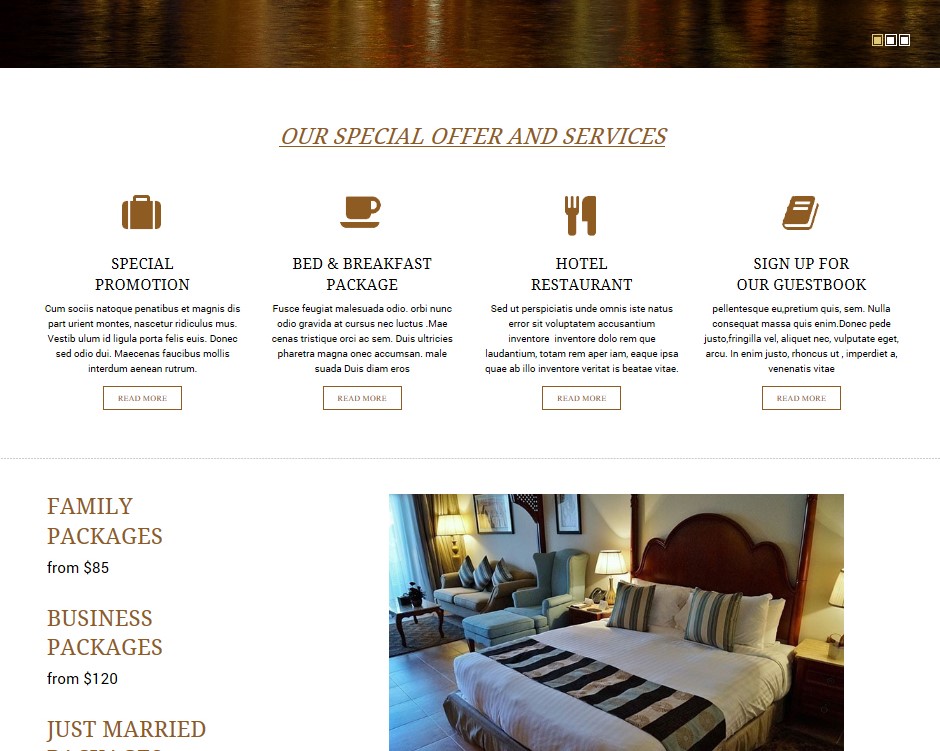 OUR SPECIAL OFFER AND SERVICES
SPECIAL
PROMOTION
Cum sociis natoque penatibus et magnis dis
part urient montes, nascetur ridiculus mus.
Vestib ulum id ligula porta felis euis. Donec
sed odio dui. Maecenas faucibus mollis
interdum aenean rutrum.
READ MORE
BED & BREAKFAST
PACKAGE
Fusce feugiat malesuada odio. orbi nunc
odio gravida at cursus nec luctus .Mae
cenas tristique orci ac sem. Duis ultricies
pharetra magna onec accumsan. male
suada Duis diam eros
READ MORE
HOTEL
RESTAURANT
Sed ut perspiciatis unde omnis iste natus
error sit voluptatem accusantium
inventore  inventore dolo rem que
laudantium, totam rem aper iam, eaque ipsa
quae ab illo inventore veritat is beatae vitae.
READ MORE
SIGN UP FOR
OUR GUESTBOOK
pellentesque eu,pretium quis, sem. Nulla
consequat massa quis enim.Donec pede
justo,fringilla vel, aliquet nec, vulputate eget,
arcu. In enim justo, rhoncus ut , imperdiet a,
venenatis vitae
READ MORE
FAMILY
PACKAGES
from $85
BUSINESS
PACKAGES
from $120
JUST MARRIED
PACKAGES